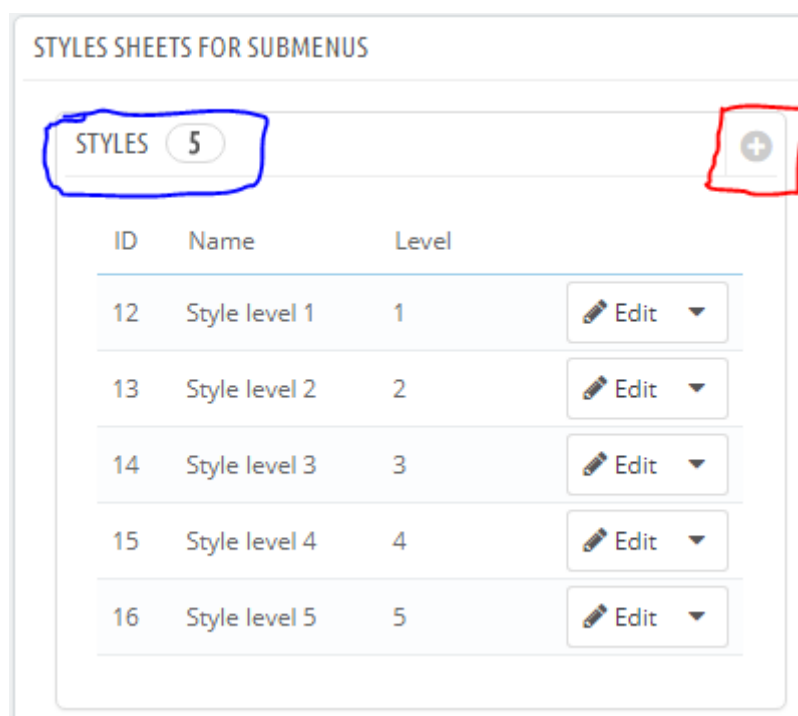 STYLES SHEETS FOR SUBMENUS
STYLES 5
ID Name Level
12 Style level 1 1 Edit
13 Style level 2 2 Edit
14 Style level 3 3 Edit
15 Style level 4 4 Edit
16 Style level 5 5 Edit